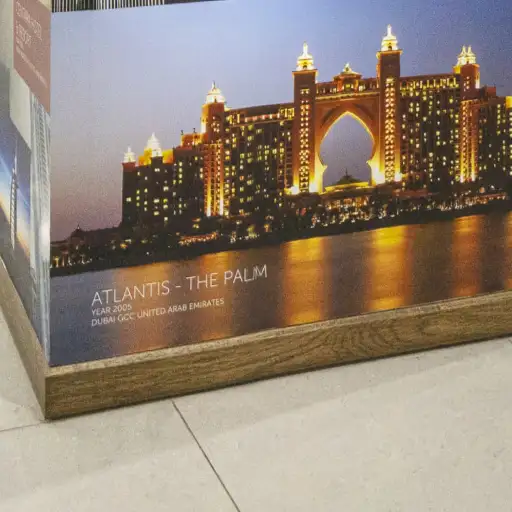 ATLANTIS - THE PALM
YEAR 2005
DUBAI GCC UNITED ARAB EMIRATES